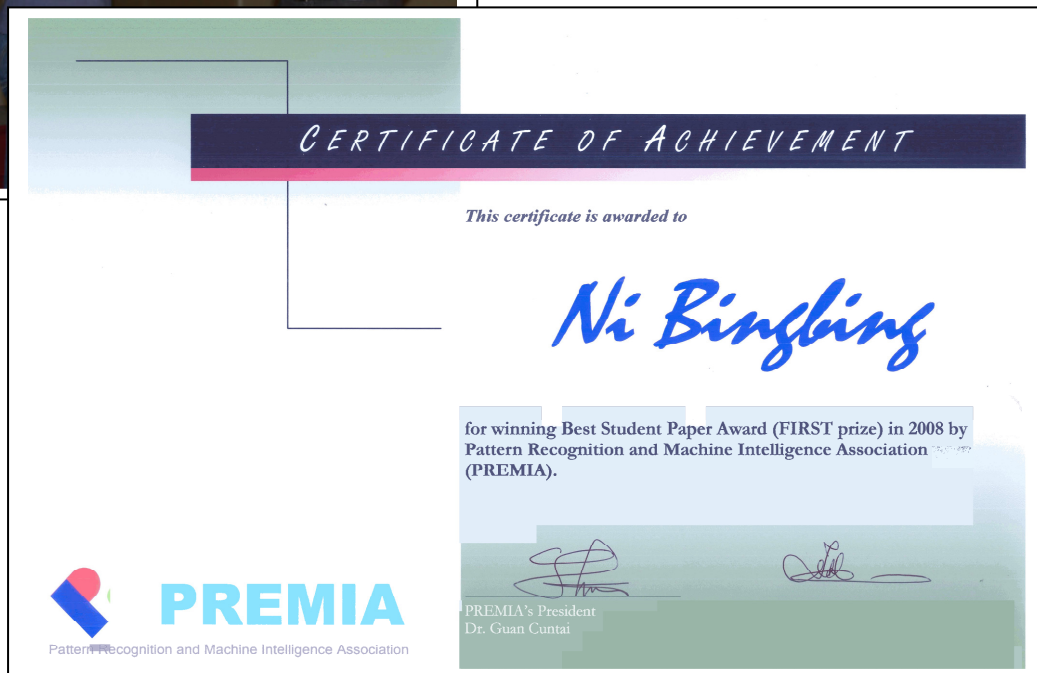 CERTIFICATE OF ACHIEVEMENT
This certificate is awarded to
Ni Bingbing
for winning Best Student Paper Award (FIRST prize) in 2008 by
Pattern Recognition and Machine Intelligence Association
(PREMIA).
PREMIA's President
Dr. Guan Cuntai
PREMIA
Pattern Recognition and Machine Intelligence Association